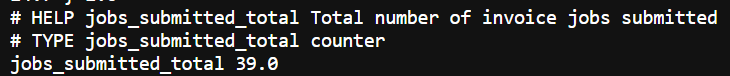 # HELP jobs_submitted_total Total number of invoice jobs submitted
# TYPE jobs_submitted_total counter
jobs_submitted_total 39.0